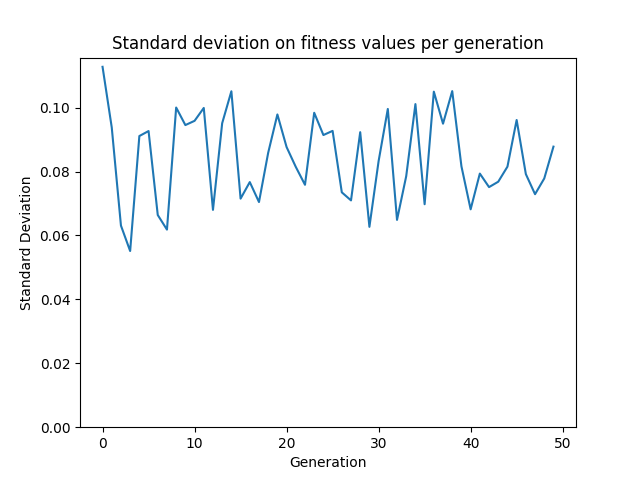 Standard deviation on fitness values per generation
Standard Deviation
0.10
0.08
0.06
0.04
0.02
0.00
0 10 20 30 40 50
Generation